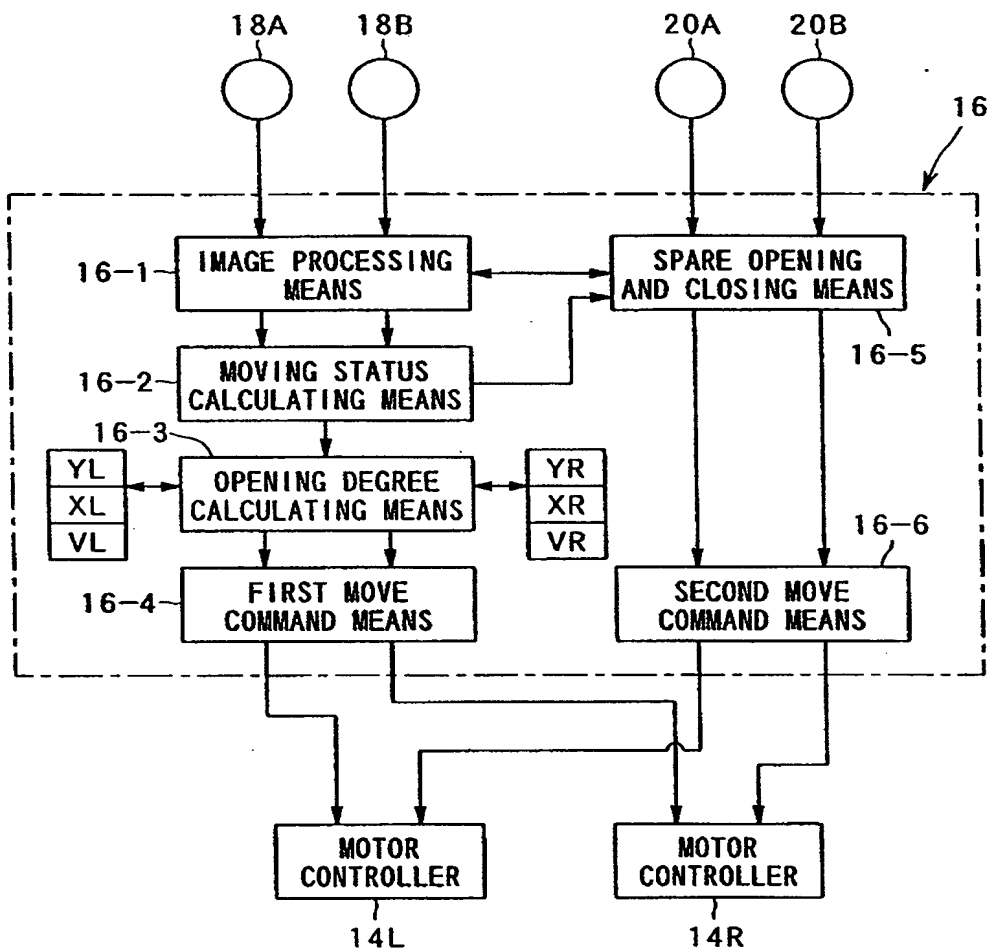 18A
18B
20A
20B
16
16-1
IMAGE PROCESSING
MEANS
SPARE OPENING
AND CLOSING MEANS
16-5
16-2
MOVING STATUS
CALCULATING MEANS
16-3
YL
XL
VL
OPENING DEGREE
CALCULATING MEANS
YR
XR
VR
16-6
16-4
FIRST MOVE
COMMAND MEANS
SECOND MOVE
COMMAND MEANS
MOTOR
CONTROLLER
MOTOR
CONTROLLER
14L
14R